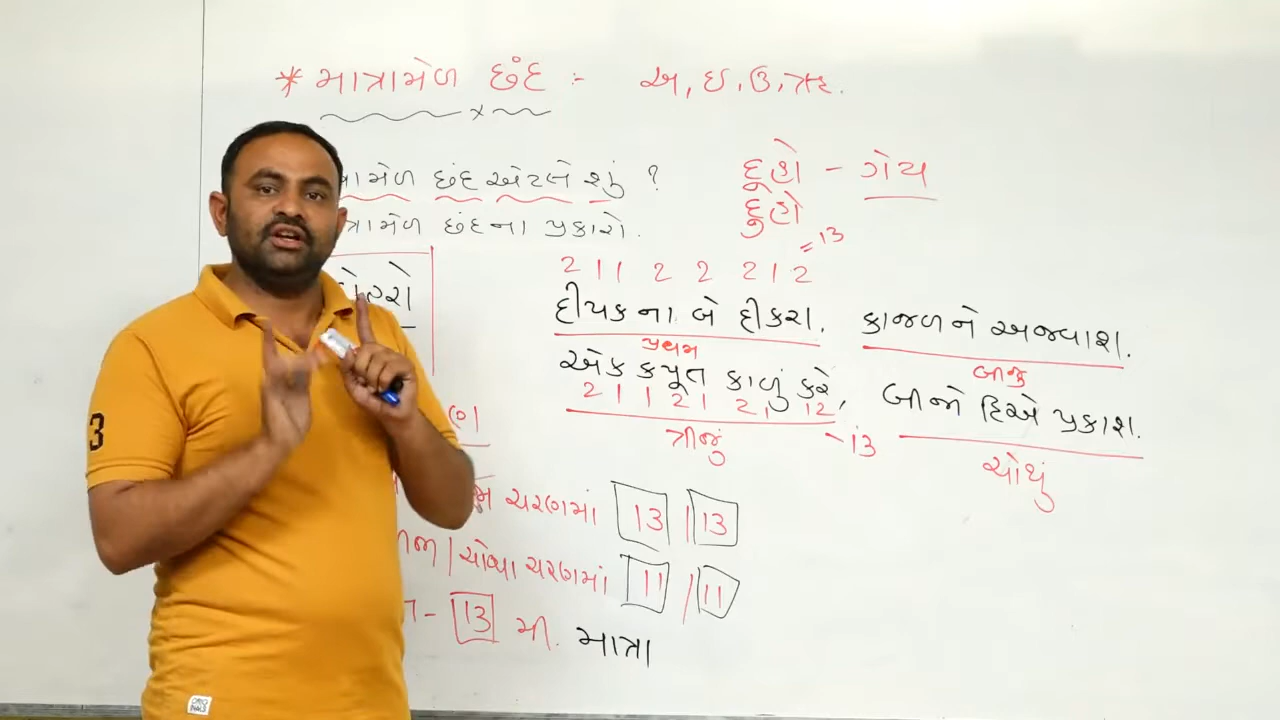 * માત્રામેળ છંદ :- અ, ઇ, ઉ, ઋ.
મેળ છંદ એટલે શું ?
ત્રામેળ છંદના પ્રકારો.
દૂહો - ગેય
દુહો
2 1 1 2 2 2 1 2 = 13
દીપકના બે દીકરા, કાજળને અજવાશ.
પ્રથમ બીજુ
એક કપૂત કાળું કરે, બીજો દિએ પ્રકાશ.
2 1 1 2 1 2 1 1 2 - 13
ત્રીજું ચોથું
ચરણમાં 13 / 13
ચોથા ચરણમાં 11 / 11
- 13 મી. માત્રા
3